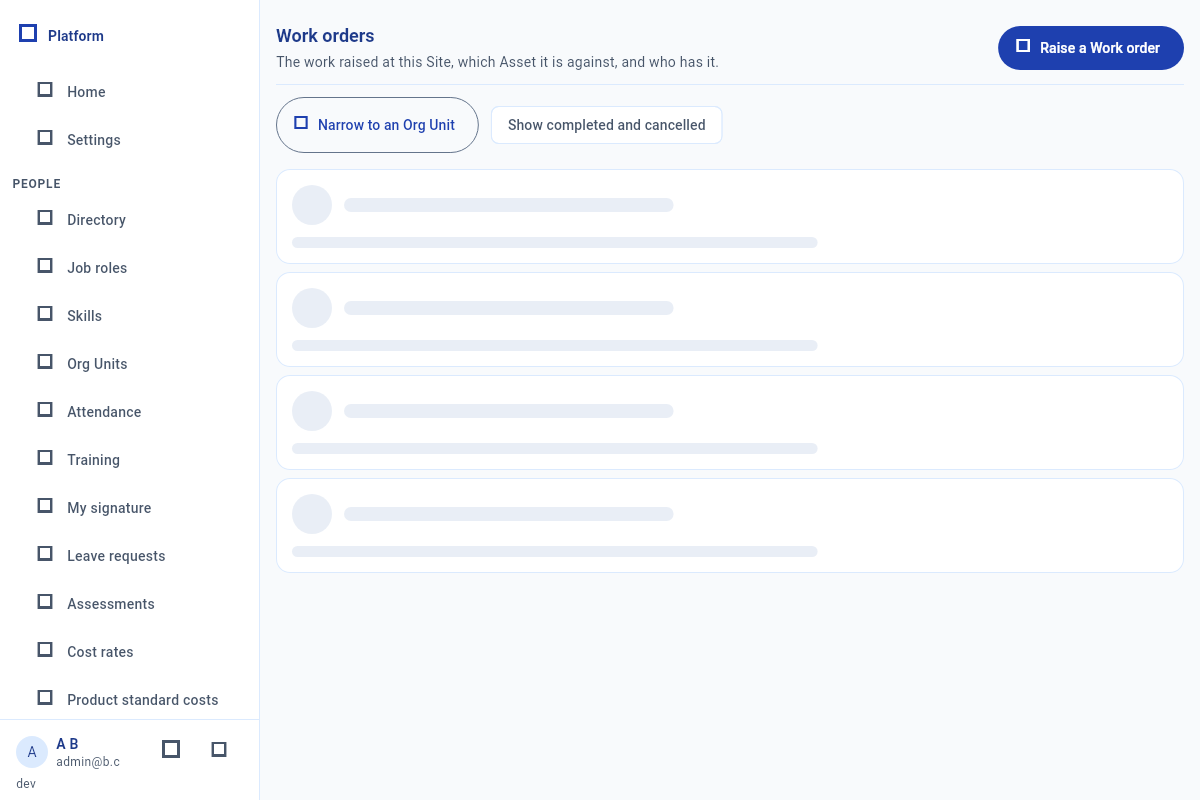 Platform
Home
Settings
PEOPLE
Directory
Job roles
Skills
Org Units
Attendance
Training
My signature
Leave requests
Assessments
Cost rates
Product standard costs
A
A B
admin@b.c
dev
Work orders
The work raised at this Site, which Asset it is against, and who has it.
Raise a Work order
Narrow to an Org Unit
Show completed and cancelled